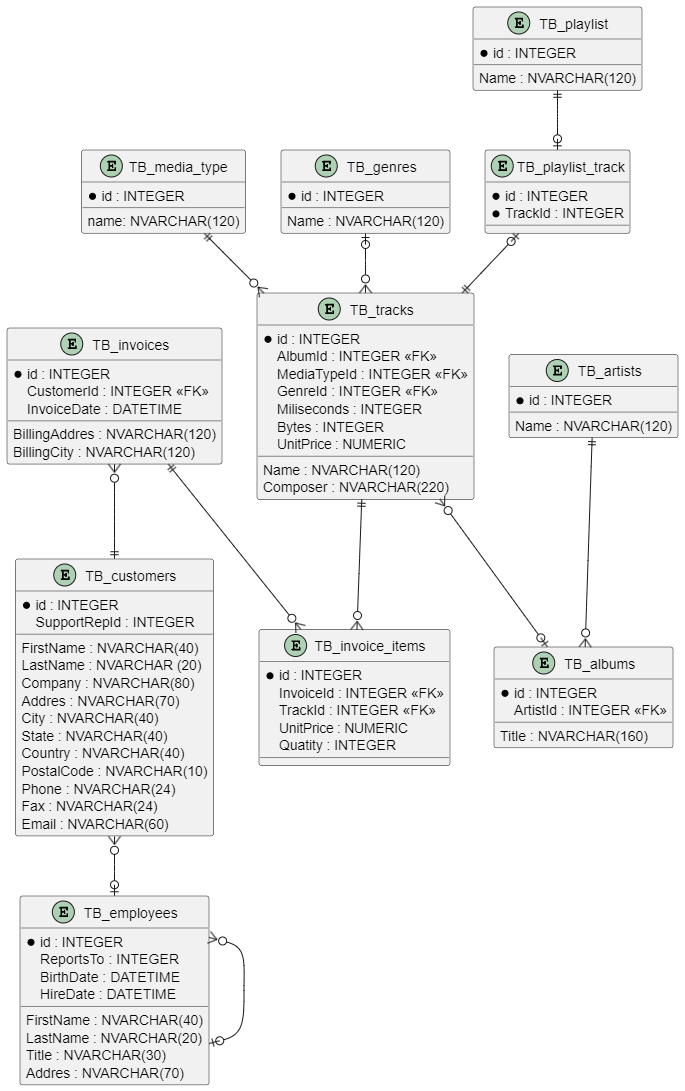 E TB_playlist
id : INTEGER
Name : NVARCHAR(120)
E TB_media_type
id : INTEGER
name: NVARCHAR(120)
E TB_genres
id : INTEGER
Name : NVARCHAR(120)
E TB_playlist_track
id : INTEGER
TrackId : INTEGER
E TB_tracks
id : INTEGER
AlbumId : INTEGER «FK»
MediaTypeId : INTEGER «FK»
GenreId : INTEGER «FK»
Miliseconds : INTEGER
Bytes : INTEGER
UnitPrice : NUMERIC
Name : NVARCHAR(120)
Composer : NVARCHAR(220)
E TB_invoices
id : INTEGER
CustomerId : INTEGER «FK»
InvoiceDate : DATETIME
BillingAddres : NVARCHAR(120)
BillingCity : NVARCHAR(120)
E TB_artists
id : INTEGER
Name : NVARCHAR(120)
E TB_customers
id : INTEGER
SupportRepId : INTEGER
FirstName : NVARCHAR(40)
LastName : NVARCHAR (20)
Company : NVARCHAR(80)
Addres : NVARCHAR(70)
City : NVARCHAR(40)
State : NVARCHAR(40)
Country : NVARCHAR(40)
PostalCode : NVARCHAR(10)
Phone : NVARCHAR(24)
Fax : NVARCHAR(24)
Email : NVARCHAR(60)
E TB_invoice_items
id : INTEGER
InvoiceId : INTEGER «FK»
TrackId : INTEGER «FK»
UnitPrice : NUMERIC
Quatity : INTEGER
E TB_albums
id : INTEGER
ArtistId : INTEGER «FK»
Title : NVARCHAR(160)
E TB_employees
id : INTEGER
ReportsTo : INTEGER
BirthDate : DATETIME
HireDate : DATETIME
FirstName : NVARCHAR(40)
LastName : NVARCHAR(20)
Title : NVARCHAR(30)
Addres : NVARCHAR(70)